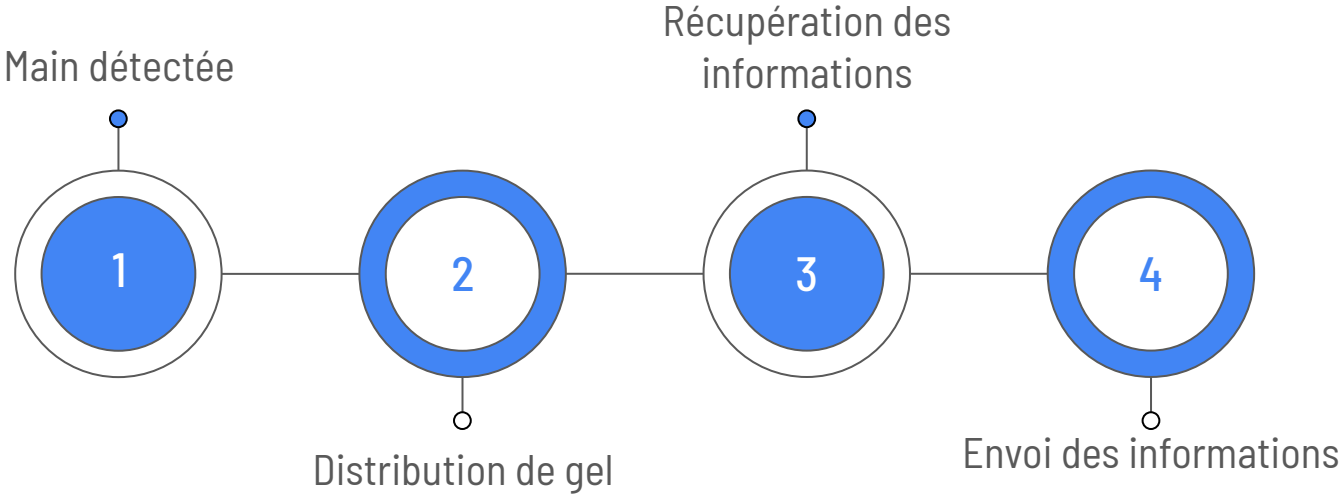 Main détectée
1
2
Distribution de gel
Récupération des
informations
3
4
Envoi des informations